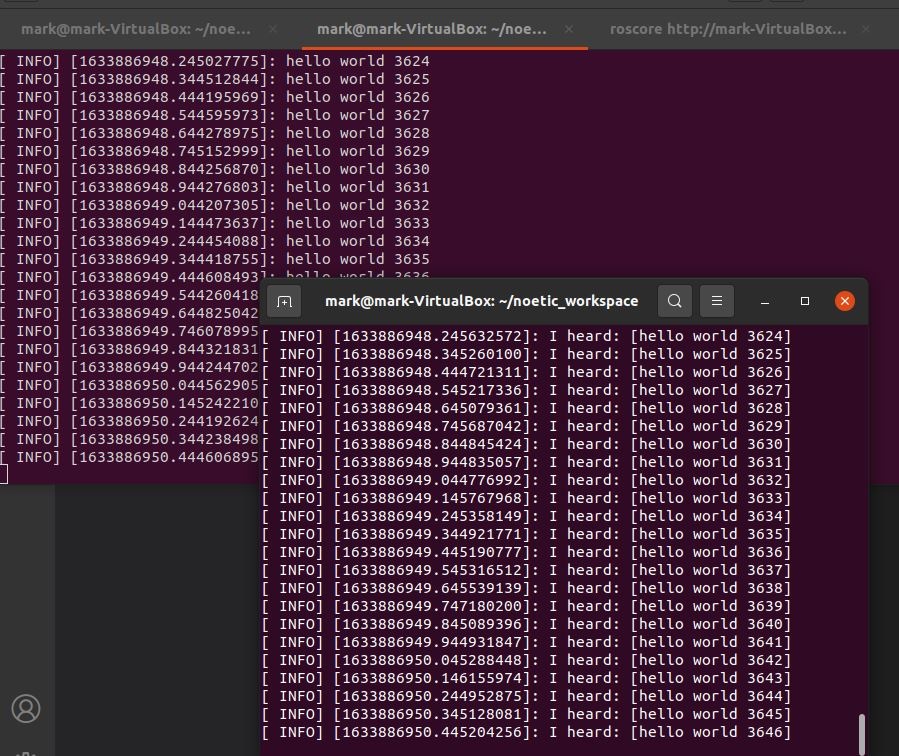 mark@mark-VirtualBox: ~/noe... × mark@mark-VirtualBox: ~/noe... × roscore http://mark-VirtualBox... ×
[ INFO] [1633886948.245027775]: hello world 3624
[ INFO] [1633886948.344512844]: hello world 3625
[ INFO] [1633886948.444195969]: hello world 3626
[ INFO] [1633886948.544595973]: hello world 3627
[ INFO] [1633886948.644278975]: hello world 3628
[ INFO] [1633886948.745152999]: hello world 3629
[ INFO] [1633886948.844256870]: hello world 3630
[ INFO] [1633886948.944276803]: hello world 3631
[ INFO] [1633886949.044207305]: hello world 3632
[ INFO] [1633886949.144473637]: hello world 3633
[ INFO] [1633886949.244454088]: hello world 3634
[ INFO] [1633886949.344418755]: hello world 3635
[ INFO] [1633886949.444608493]: hello world 3636
[ INFO] [1633886949.544260418
[ INFO] [1633886949.644825042
[ INFO] [1633886949.746078995
[ INFO] [1633886949.844321831
[ INFO] [1633886949.944244702
[ INFO] [1633886950.044562905
[ INFO] [1633886950.145242210
[ INFO] [1633886950.244192624
[ INFO] [1633886950.344238498
[ INFO] [1633886950.444606895
mark@mark-VirtualBox: ~/noetic_workspace
[ INFO] [1633886948.245632572]: I heard: [hello world 3624]
[ INFO] [1633886948.345260100]: I heard: [hello world 3625]
[ INFO] [1633886948.444721311]: I heard: [hello world 3626]
[ INFO] [1633886948.545217336]: I heard: [hello world 3627]
[ INFO] [1633886948.645079361]: I heard: [hello world 3628]
[ INFO] [1633886948.745687042]: I heard: [hello world 3629]
[ INFO] [1633886948.844845424]: I heard: [hello world 3630]
[ INFO] [1633886948.944835057]: I heard: [hello world 3631]
[ INFO] [1633886949.044776992]: I heard: [hello world 3632]
[ INFO] [1633886949.145767968]: I heard: [hello world 3633]
[ INFO] [1633886949.245358149]: I heard: [hello world 3634]
[ INFO] [1633886949.344921771]: I heard: [hello world 3635]
[ INFO] [1633886949.445190777]: I heard: [hello world 3636]
[ INFO] [1633886949.545316512]: I heard: [hello world 3637]
[ INFO] [1633886949.645539139]: I heard: [hello world 3638]
[ INFO] [1633886949.747180200]: I heard: [hello world 3639]
[ INFO] [1633886949.845089396]: I heard: [hello world 3640]
[ INFO] [1633886949.944931847]: I heard: [hello world 3641]
[ INFO] [1633886950.045288448]: I heard: [hello world 3642]
[ INFO] [1633886950.146155974]: I heard: [hello world 3643]
[ INFO] [1633886950.244952875]: I heard: [hello world 3644]
[ INFO] [1633886950.345128081]: I heard: [hello world 3645]
[ INFO] [1633886950.445204256]: I heard: [hello world 3646]